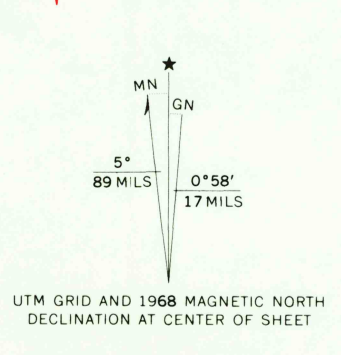 MN
GN
5°
89 MILS
0°58'
17 MILS
UTM GRID AND 1968 MAGNETIC NORTH
DECLINATION AT CENTER OF SHEET